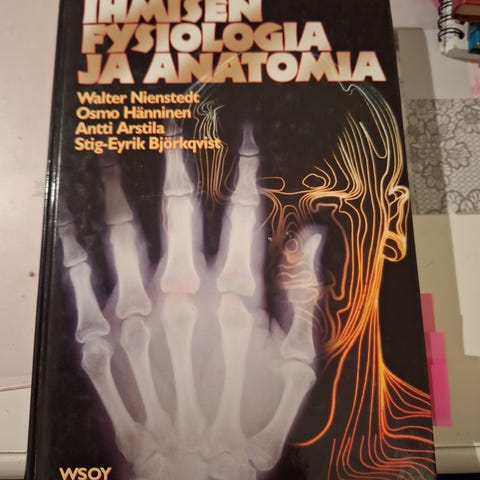 IHMISEN
FYSIOLOGIA
JA ANATOMIA
Walter Nienstedt
Osmo Hänninen
Antti Arstila
Stig-Eyrik Björkqvist
WSOY